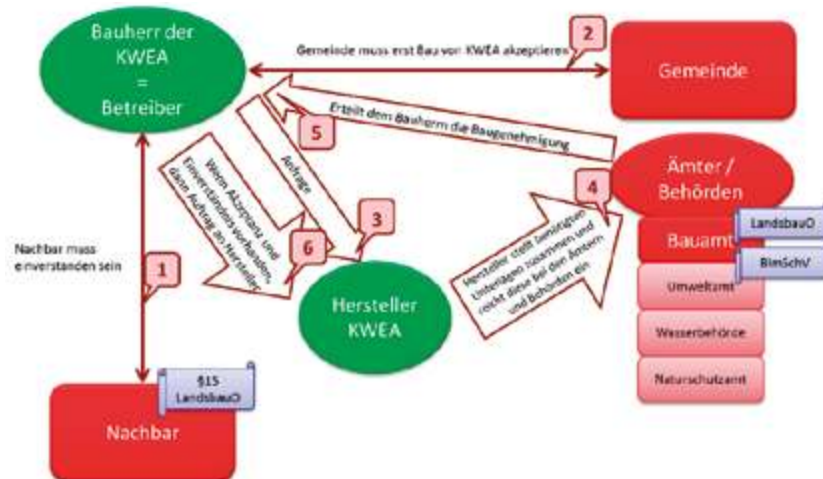 Bauherr der
KWEA
=
Betreiber
Gemeinde muss erst Bau von KWEA akzeptieren
2
Gemeinde
Erteilt dem Bauherrn die Baugenehmigung
5
Anfrage
Wenn Akzeptanz und
Einverständnis vorhanden,
dann Auftrag an Hersteller
3
6
4
Ämter /
Behörden
LandsbauO
Bauamt
BImSchV
Umweltamt
Wasserbehörde
Naturschutzamt
Nachbar muss
einverstanden sein
1
Hersteller
KWEA
Hersteller stellt benötigten
Unterlagen zusammen und
reicht diese bei den Ämtern
und Behörden ein
§15
LandsbauO
Nachbar